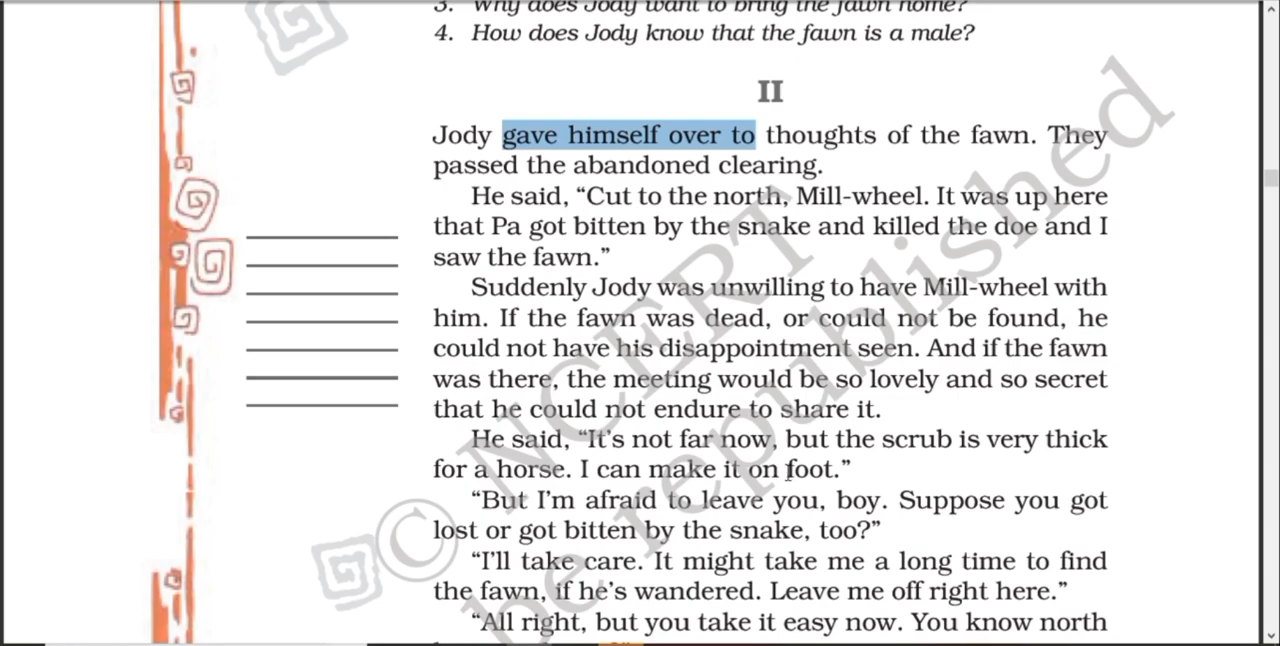 3. Why does Jody want to bring the fawn home?
4. How does Jody know that the fawn is a male?
II
Jody gave himself over to thoughts of the fawn. They
passed the abandoned clearing.
He said, “Cut to the north, Mill-wheel. It was up here
that Pa got bitten by the snake and killed the doe and I
saw the fawn.”
Suddenly Jody was unwilling to have Mill-wheel with
him. If the fawn was dead, or could not be found, he
could not have his disappointment seen. And if the fawn
was there, the meeting would be so lovely and so secret
that he could not endure to share it.
He said, “It’s not far now, but the scrub is very thick
for a horse. I can make it on foot.”
“But I’m afraid to leave you, boy. Suppose you got
lost or got bitten by the snake, too?”
“I’ll take care. It might take me a long time to find
the fawn, if he’s wandered. Leave me off right here.”
“All right, but you take it easy now. You know north
© NCERT
be republished